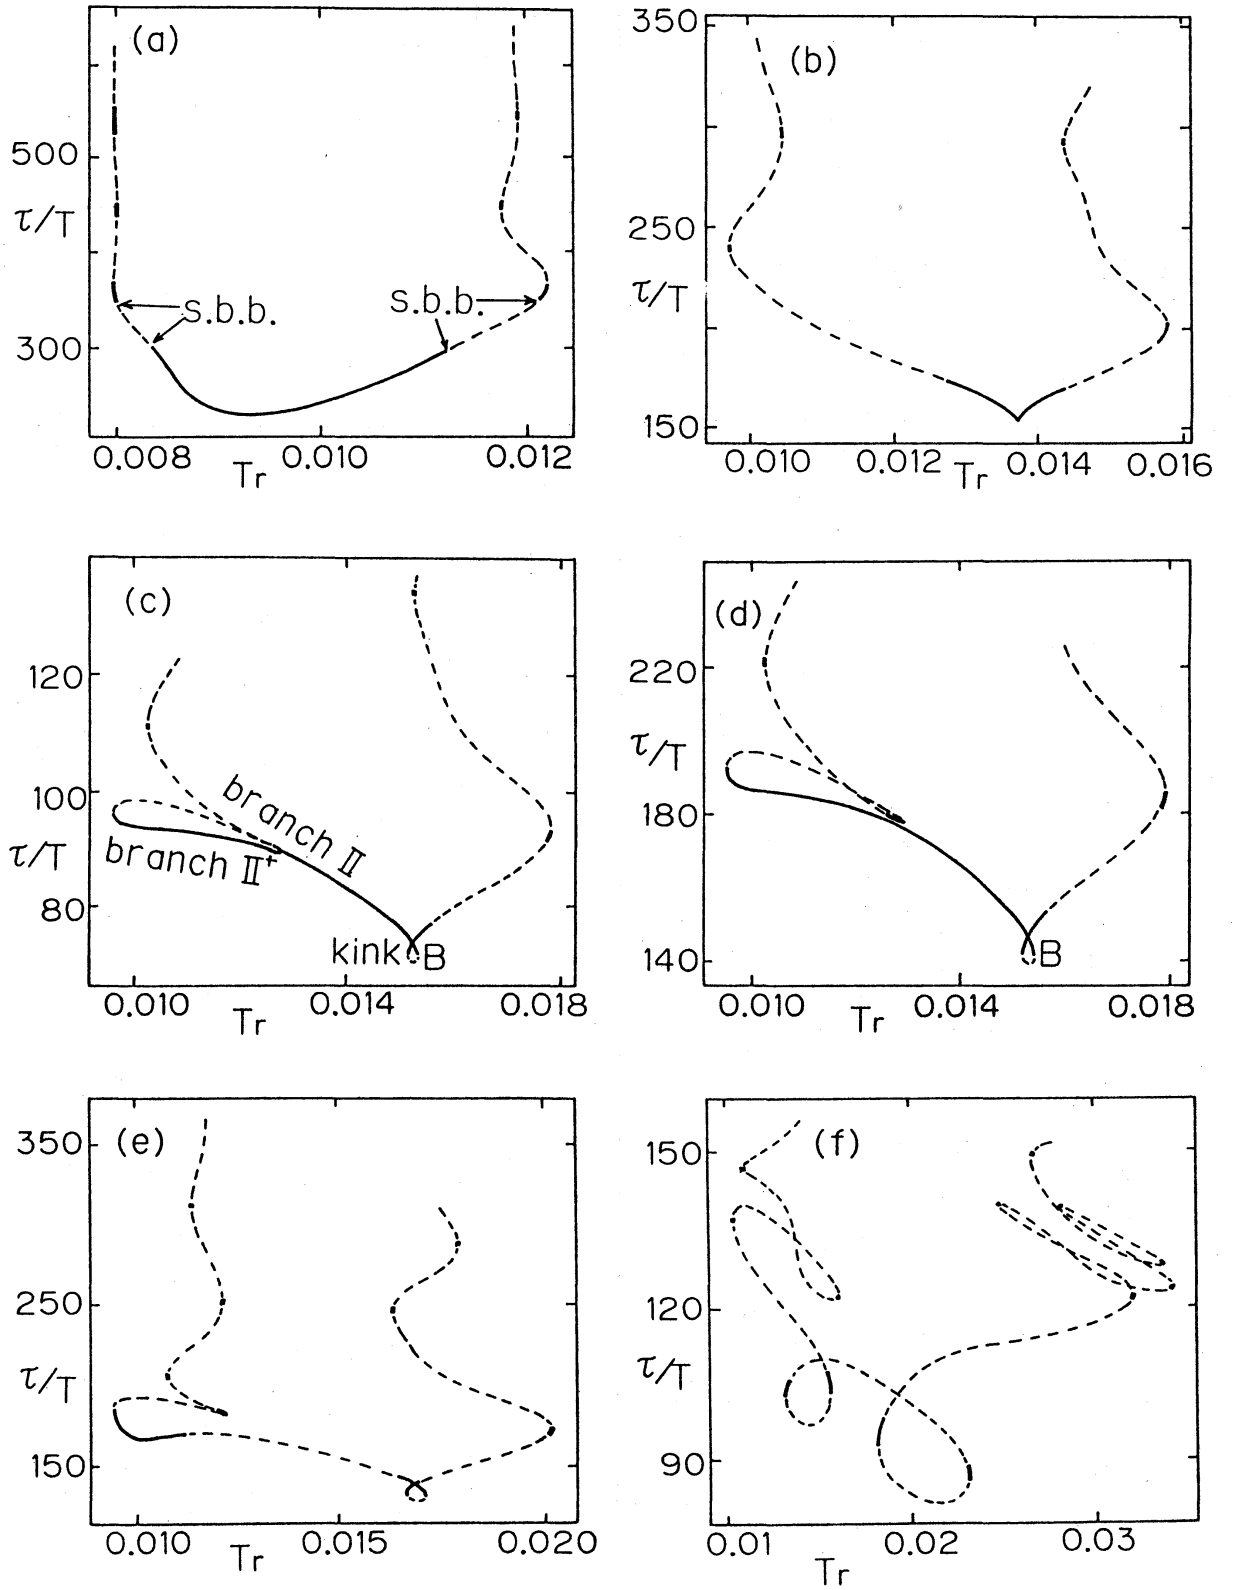 (a)
500
τ/T
300
s.b.b.
s.b.b.
0.008
0.010
0.012
Tr
(b)
350
250
τ/T
150
0.010
0.012
0.014
0.016
Tr
(c)
120
100
τ/T
80
branch II
branch II⁺
kink
B
0.010
0.014
0.018
Tr
(d)
220
τ/T
180
140
B
0.010
0.014
0.018
Tr
(e)
350
250
τ/T
150
0.010
0.015
0.020
Tr
(f)
150
120
τ/T
90
0.01
0.02
0.03
Tr